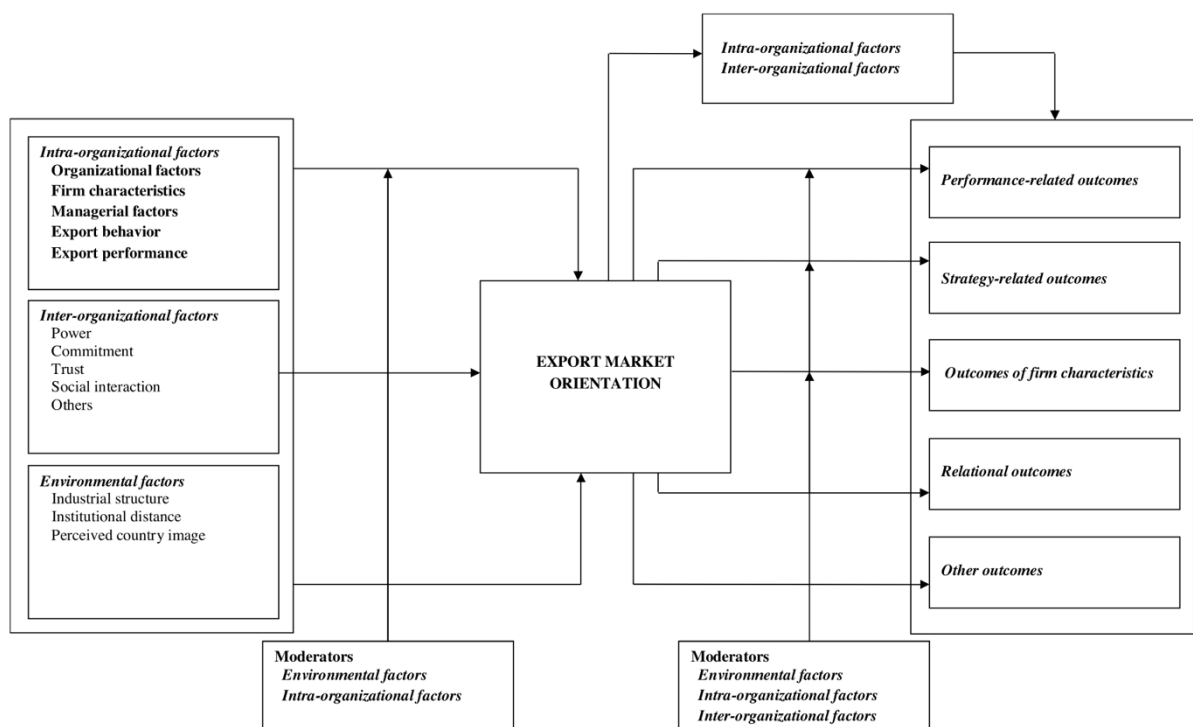 Intra-organizational factors
Inter-organizational factors
Intra-organizational factors
Organizational factors
Firm characteristics
Managerial factors
Export behavior
Export performance
Inter-organizational factors
Power
Commitment
Trust
Social interaction
Others
Environmental factors
Industrial structure
Institutional distance
Perceived country image
EXPORT MARKET
ORIENTATION
Performance-related outcomes
Strategy-related outcomes
Outcomes of firm characteristics
Relational outcomes
Other outcomes
Moderators
Environmental factors
Intra-organizational factors
Moderators
Environmental factors
Intra-organizational factors
Inter-organizational factors